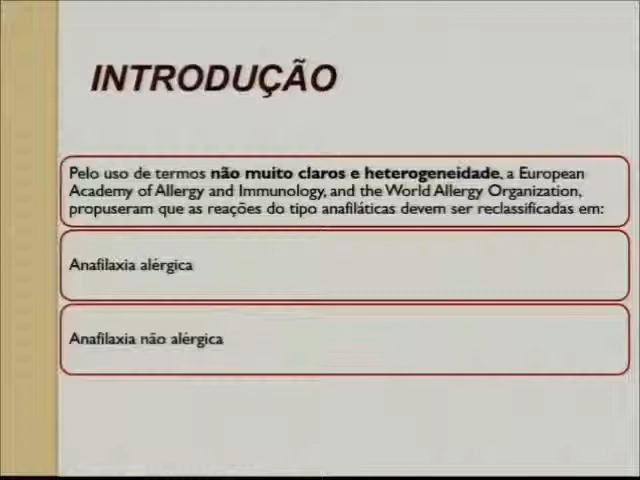 INTRODUÇÃO
Pelo uso de termos não muito claros e heterogeneidade, a European
Academy of Allergy and Immunology, and the World Allergy Organization,
propuseram que as reações do tipo anafiláticas devem ser reclassificadas em:
Anafilaxia alérgica
Anafilaxia não alérgica